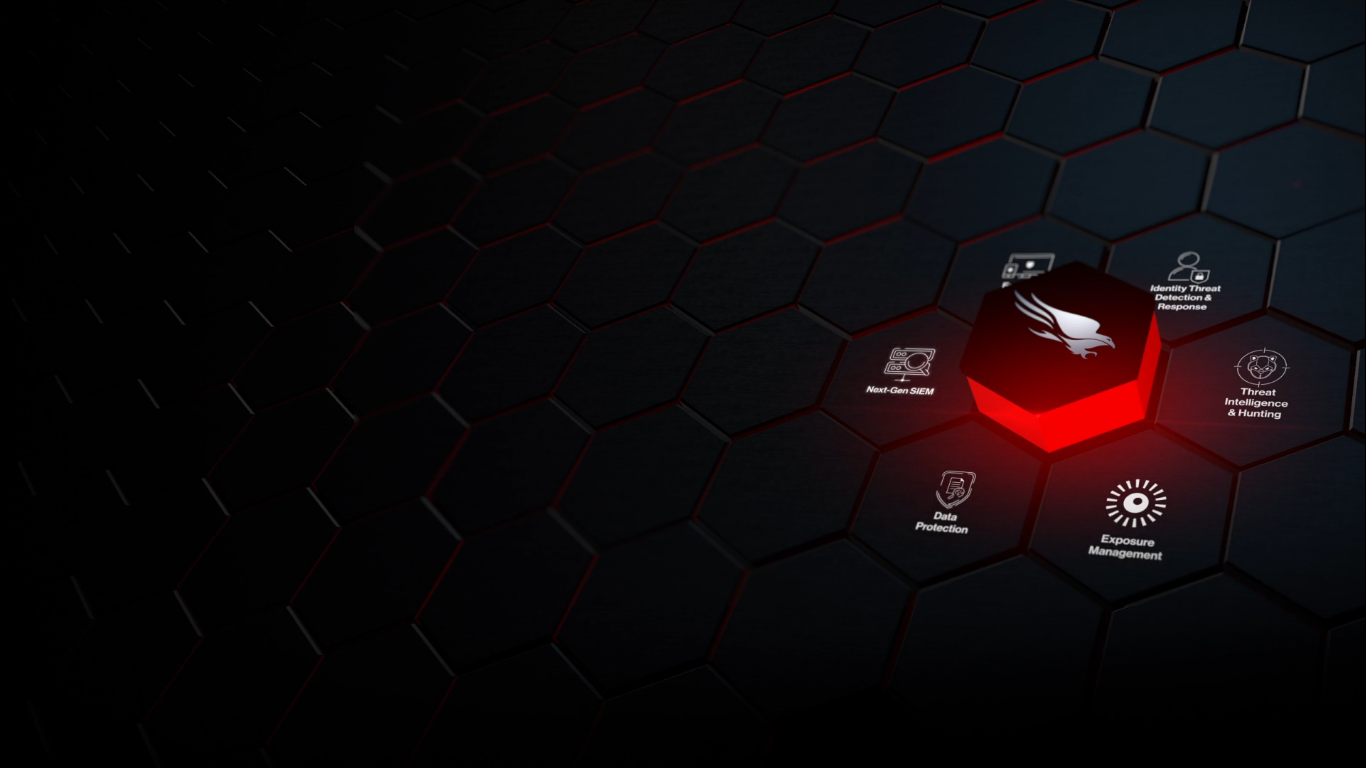 Identity Threat
Detection &
Response
Next-Gen SIEM
Threat
Intelligence
& Hunting
Data
Protection
Exposure
Management